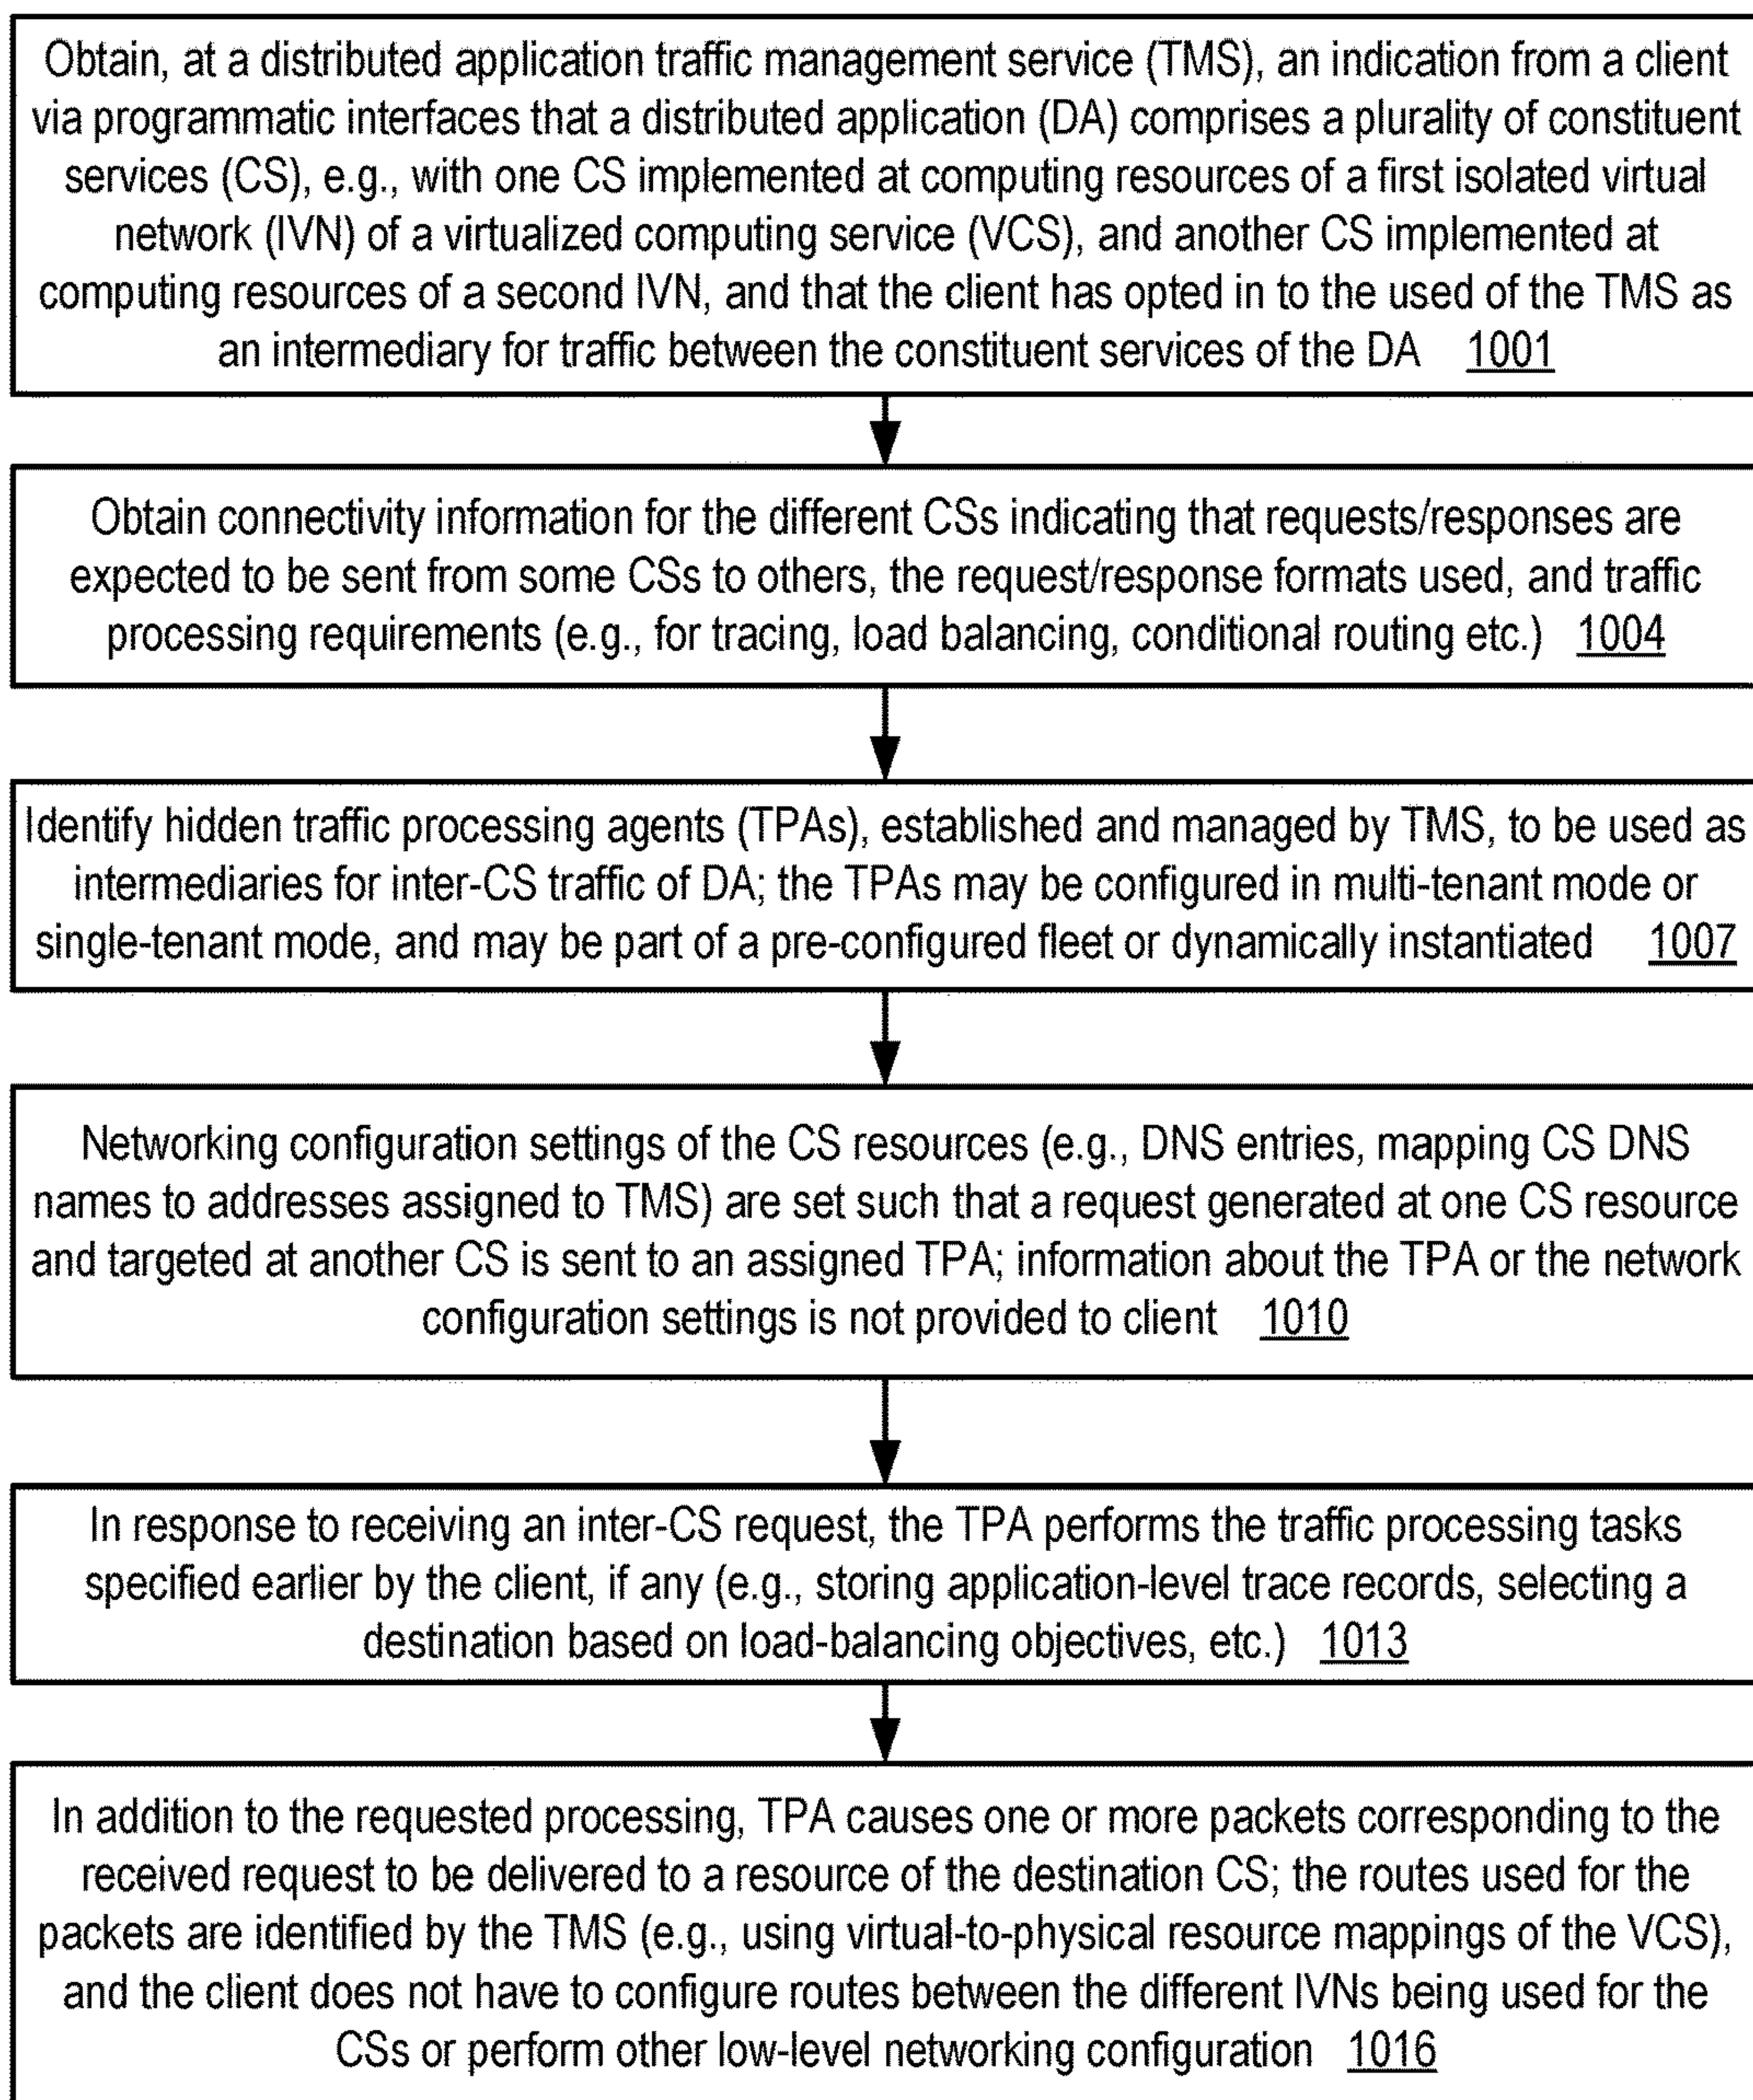 Obtain, at a distributed application traffic management service (TMS), an indication from a client
via programmatic interfaces that a distributed application (DA) comprises a plurality of constituent
services (CS), e.g., with one CS implemented at computing resources of a first isolated virtual
network (IVN) of a virtualized computing service (VCS), and another CS implemented at
computing resources of a second IVN, and that the client has opted in to the used of the TMS as
an intermediary for traffic between the constituent services of the DA 1001
Obtain connectivity information for the different CSs indicating that requests/responses are
expected to be sent from some CSs to others, the request/response formats used, and traffic
processing requirements (e.g., for tracing, load balancing, conditional routing etc.) 1004
Identify hidden traffic processing agents (TPAs), established and managed by TMS, to be used as
intermediaries for inter-CS traffic of DA; the TPAs may be configured in multi-tenant mode or
single-tenant mode, and may be part of a pre-configured fleet or dynamically instantiated 1007
Networking configuration settings of the CS resources (e.g., DNS entries, mapping CS DNS
names to addresses assigned to TMS) are set such that a request generated at one CS resource
and targeted at another CS is sent to an assigned TPA; information about the TPA or the network
configuration settings is not provided to client 1010
In response to receiving an inter-CS request, the TPA performs the traffic processing tasks
specified earlier by the client, if any (e.g., storing application-level trace records, selecting a
destination based on load-balancing objectives, etc.) 1013
In addition to the requested processing, TPA causes one or more packets corresponding to the
received request to be delivered to a resource of the destination CS; the routes used for the
packets are identified by the TMS (e.g., using virtual-to-physical resource mappings of the VCS),
and the client does not have to configure routes between the different IVNs being used for the
CSs or perform other low-level networking configuration 1016